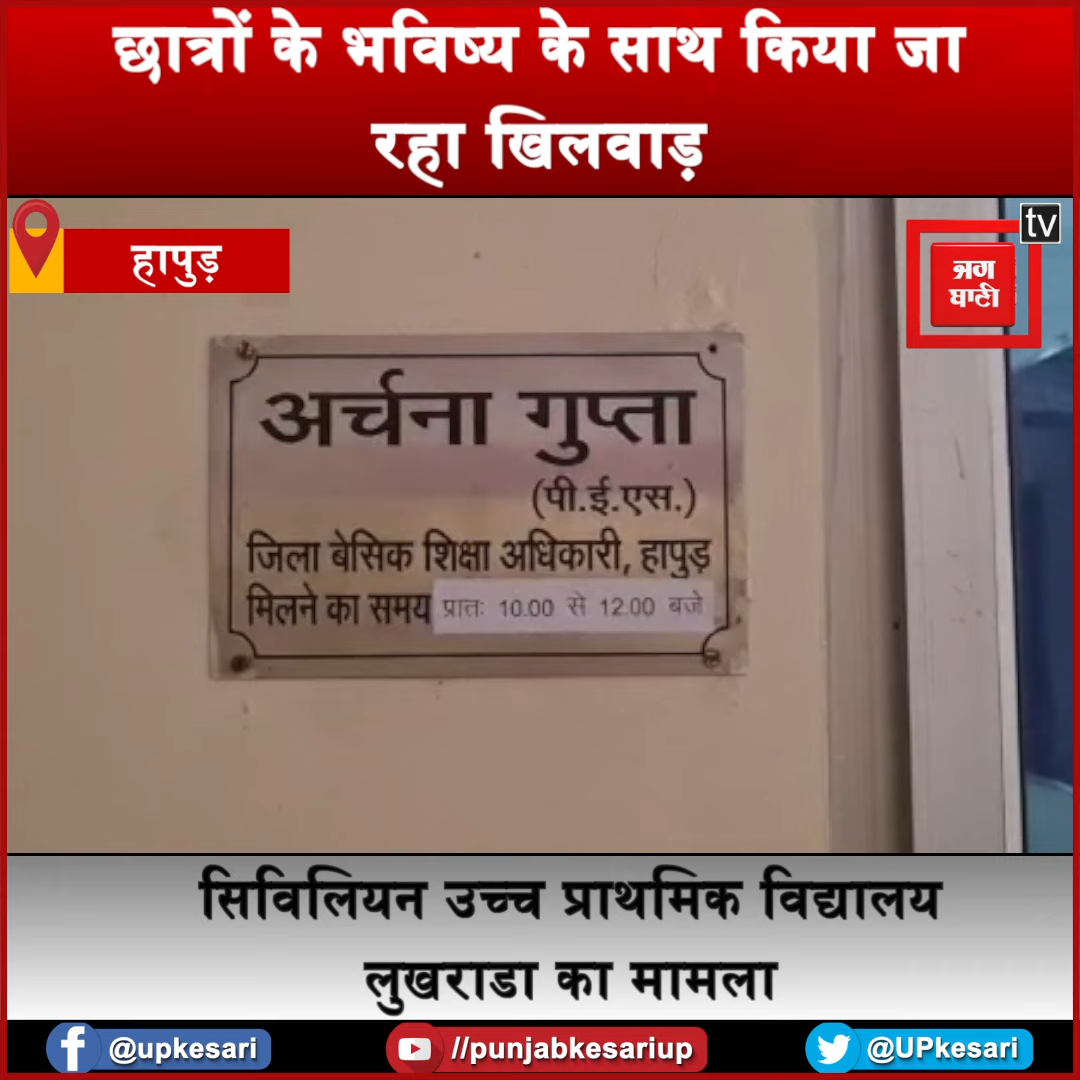 छात्रों के भविष्य के साथ किया जा
रहा खिलवाड़
हापुड़
tv
ਜਗ
ਬਾਣੀ
अर्चना गुप्ता
(पी.ई.एस.)
जिला बेसिक शिक्षा अधिकारी, हापुड़
मिलने का समय प्रातः 10.00 से 12.00 बजे
सिविलियन उच्च प्राथमिक विद्यालय
लुखराडा का मामला
@upkesari //punjabkesariup @UPkesari